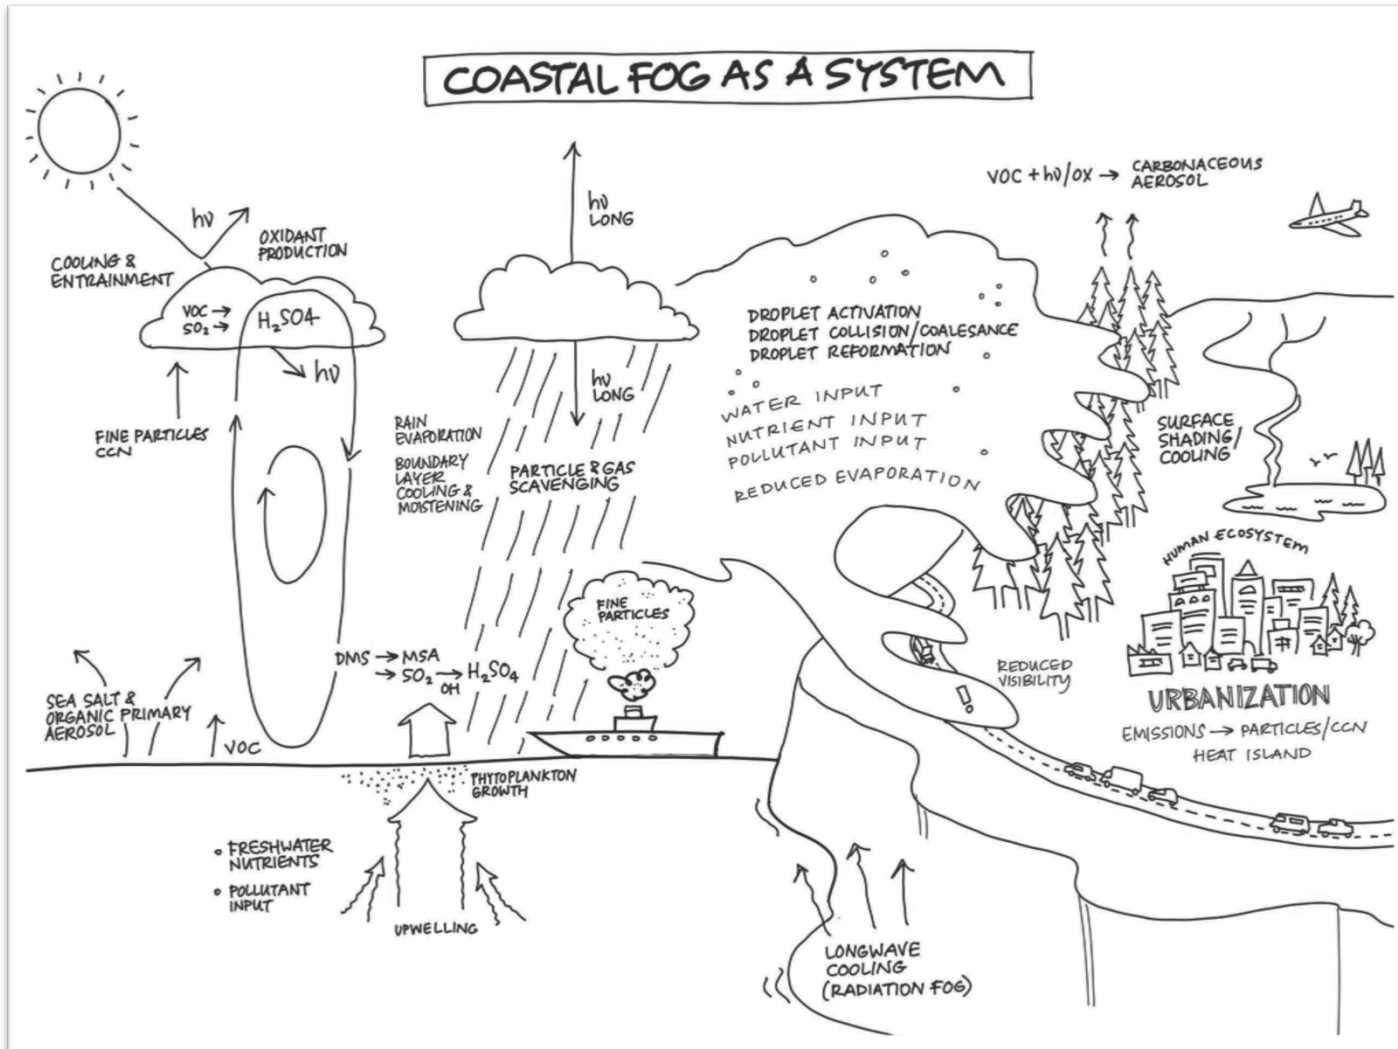 COASTAL FOG AS A SYSTEM
hν
OXIDANT
PRODUCTION
COOLING &
ENTRAINMENT
VOC →
SO₂ →
H₂SO4
hν
FINE PARTICLES
CCN
hν
LONG
hν
LONG
RAIN
EVAPORATION
BOUNDARY
LAYER
COOLING &
MOISTENING
PARTICLE & GAS
SCAVENGING
VOC + hν/OX → CARBONACEOUS
AEROSOL
DROPLET ACTIVATION
DROPLET COLLISION/COALESANCE
DROPLET REFORMATION
WATER INPUT
NUTRIENT INPUT
POLLUTANT INPUT
REDUCED EVAPORATION
SURFACE
SHADING/
COOLING
HUMAN ECOSYSTEM
FINE
PARTICLES
DMS → MSA
→ SO₂ → H₂SO₄
OH
SEA SALT &
ORGANIC PRIMARY
AEROSOL
VOC
REDUCED
VISIBILITY
!
URBANIZATION
EMISSIONS → PARTICLES/CCN
HEAT ISLAND
PHYTOPLANKTON
GROWTH
• FRESHWATER
NUTRIENTS
• POLLUTANT
INPUT
UPWELLING
LONGWAVE
COOLING
(RADIATION FOG)